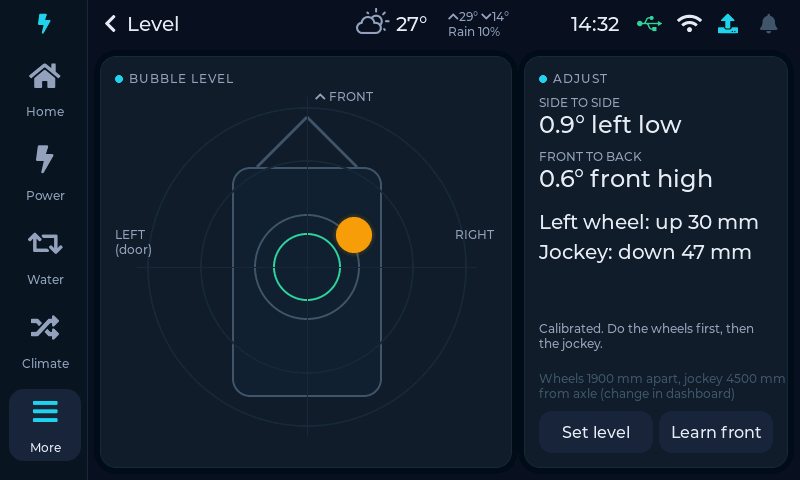 Level
27°
29° 14°
Rain 10%
14:32
Home
Power
Water
Climate
More
BUBBLE LEVEL
FRONT
LEFT
(door)
RIGHT
ADJUST
SIDE TO SIDE
0.9° left low
FRONT TO BACK
0.6° front high
Left wheel: up 30 mm
Jockey: down 47 mm
Calibrated. Do the wheels first, then
the jockey.
Wheels 1900 mm apart, jockey 4500 mm
from axle (change in dashboard)
Set level
Learn front